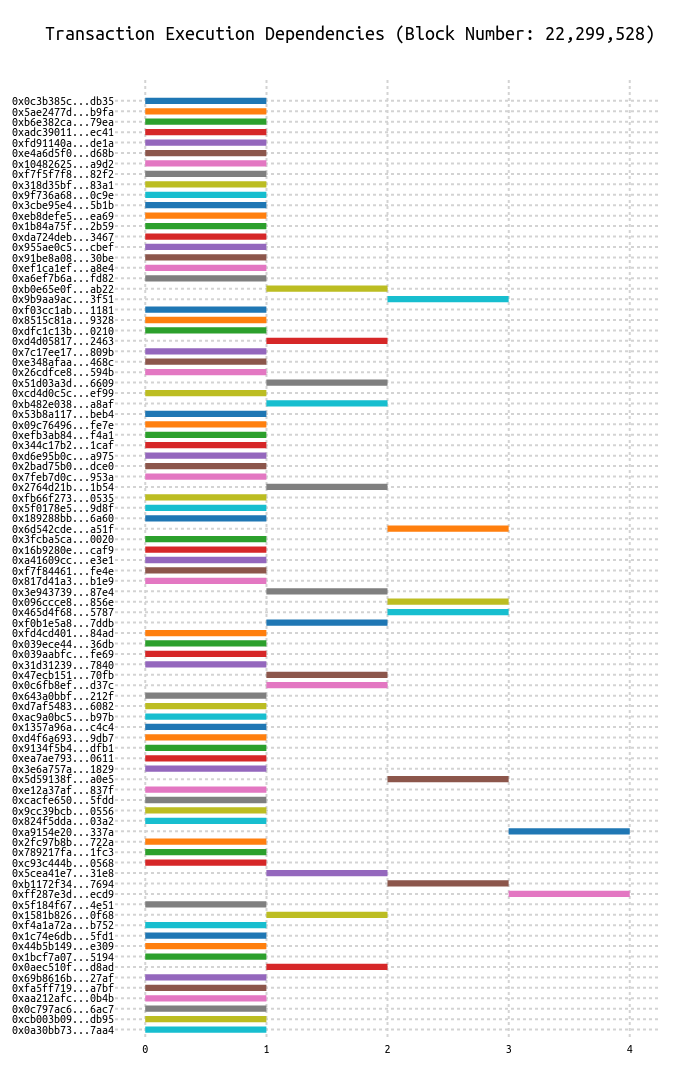 Transaction Execution Dependencies (Block Number: 22,299,528)
0x0c3b385c...db35
0x5ae2477d...b9fa
0xb6e382ca...79ea
0xadc39011...ec41
0xfd91140a...de1a
0xe4a6d5f0...d68b
0x10482625...a9d2
0xf7f5f7f8...82f2
0x318d35bf...83a1
0x9f736a68...0c9e
0x3cbe95e4...5b1b
0xeb8defe5...ea69
0x1b84a75f...2b59
0xda724deb...3467
0x955ae0c5...cbef
0x91be8a08...30be
0xef1ca1ef...a8e4
0xa6ef7b6a...fd82
0xb0e65e0f...ab22
0x9b9aa9ac...3f51
0xf03cc1ab...1181
0x8515c81a...9328
0xdfc1c13b...0210
0xd4d05817...2463
0x7c17ee17...809b
0xe348afaa...468c
0x26cdfce8...594b
0x51d03a3d...6609
0xcd4d0c5c...ef99
0xb482e038...a8af
0x53b8a117...beb4
0x09c76496...fe7e
0xefb3ab84...f4a1
0x344c17b2...1caf
0xd6e95b0c...a975
0x2bad75b0...dce0
0x7feb7d0c...953a
0x2764d21b...1b54
0xfb66f273...0535
0x5f0178e5...9d8f
0x189288bb...6a60
0x6d542cde...a51f
0x3fcba5ca...0020
0x16b9280e...caf9
0xa41609cc...e3e1
0xf7f84461...fe4e
0x817d41a3...b1e9
0x3e943739...87e4
0x096ccce8...856e
0x465d4f68...5787
0xf0b1e5a8...7ddb
0xfd4cd401...84ad
0x039ece44...36db
0x039aabfc...fe69
0x31d31239...7840
0x47ecb151...70fb
0x0c6fb8ef...d37c
0x643a0bbf...212f
0xd7af5483...6082
0xac9a0bc5...b97b
0x1357a96a...c4c4
0xd4f6a693...9db7
0x9134f5b4...dfb1
0xea7ae793...0611
0x3e6a757a...1829
0x5d59138f...a0e5
0xe12a37af...837f
0xcacfe650...5fdd
0x9cc39bcb...0556
0x824f5dda...03a2
0xa9154e20...337a
0x2fc97b8b...722a
0x789217fa...1fc3
0xc93c444b...0568
0x5cea41e7...31e8
0xb1172f34...7694
0xff287e3d...ecd9
0x5f184f67...4e51
0x1581b826...0f68
0xf4a1a72a...b752
0x1c74e6db...5fd1
0x44b5b149...e309
0x1bcf7a07...5194
0x0aec510f...d8ad
0x69b8616b...27af
0xfa5ff719...a7bf
0xaa212afc...0b4b
0x0c797ac6...6ac7
0xcb003b09...db95
0x0a30bb73...7aa4
0 1 2 3 4